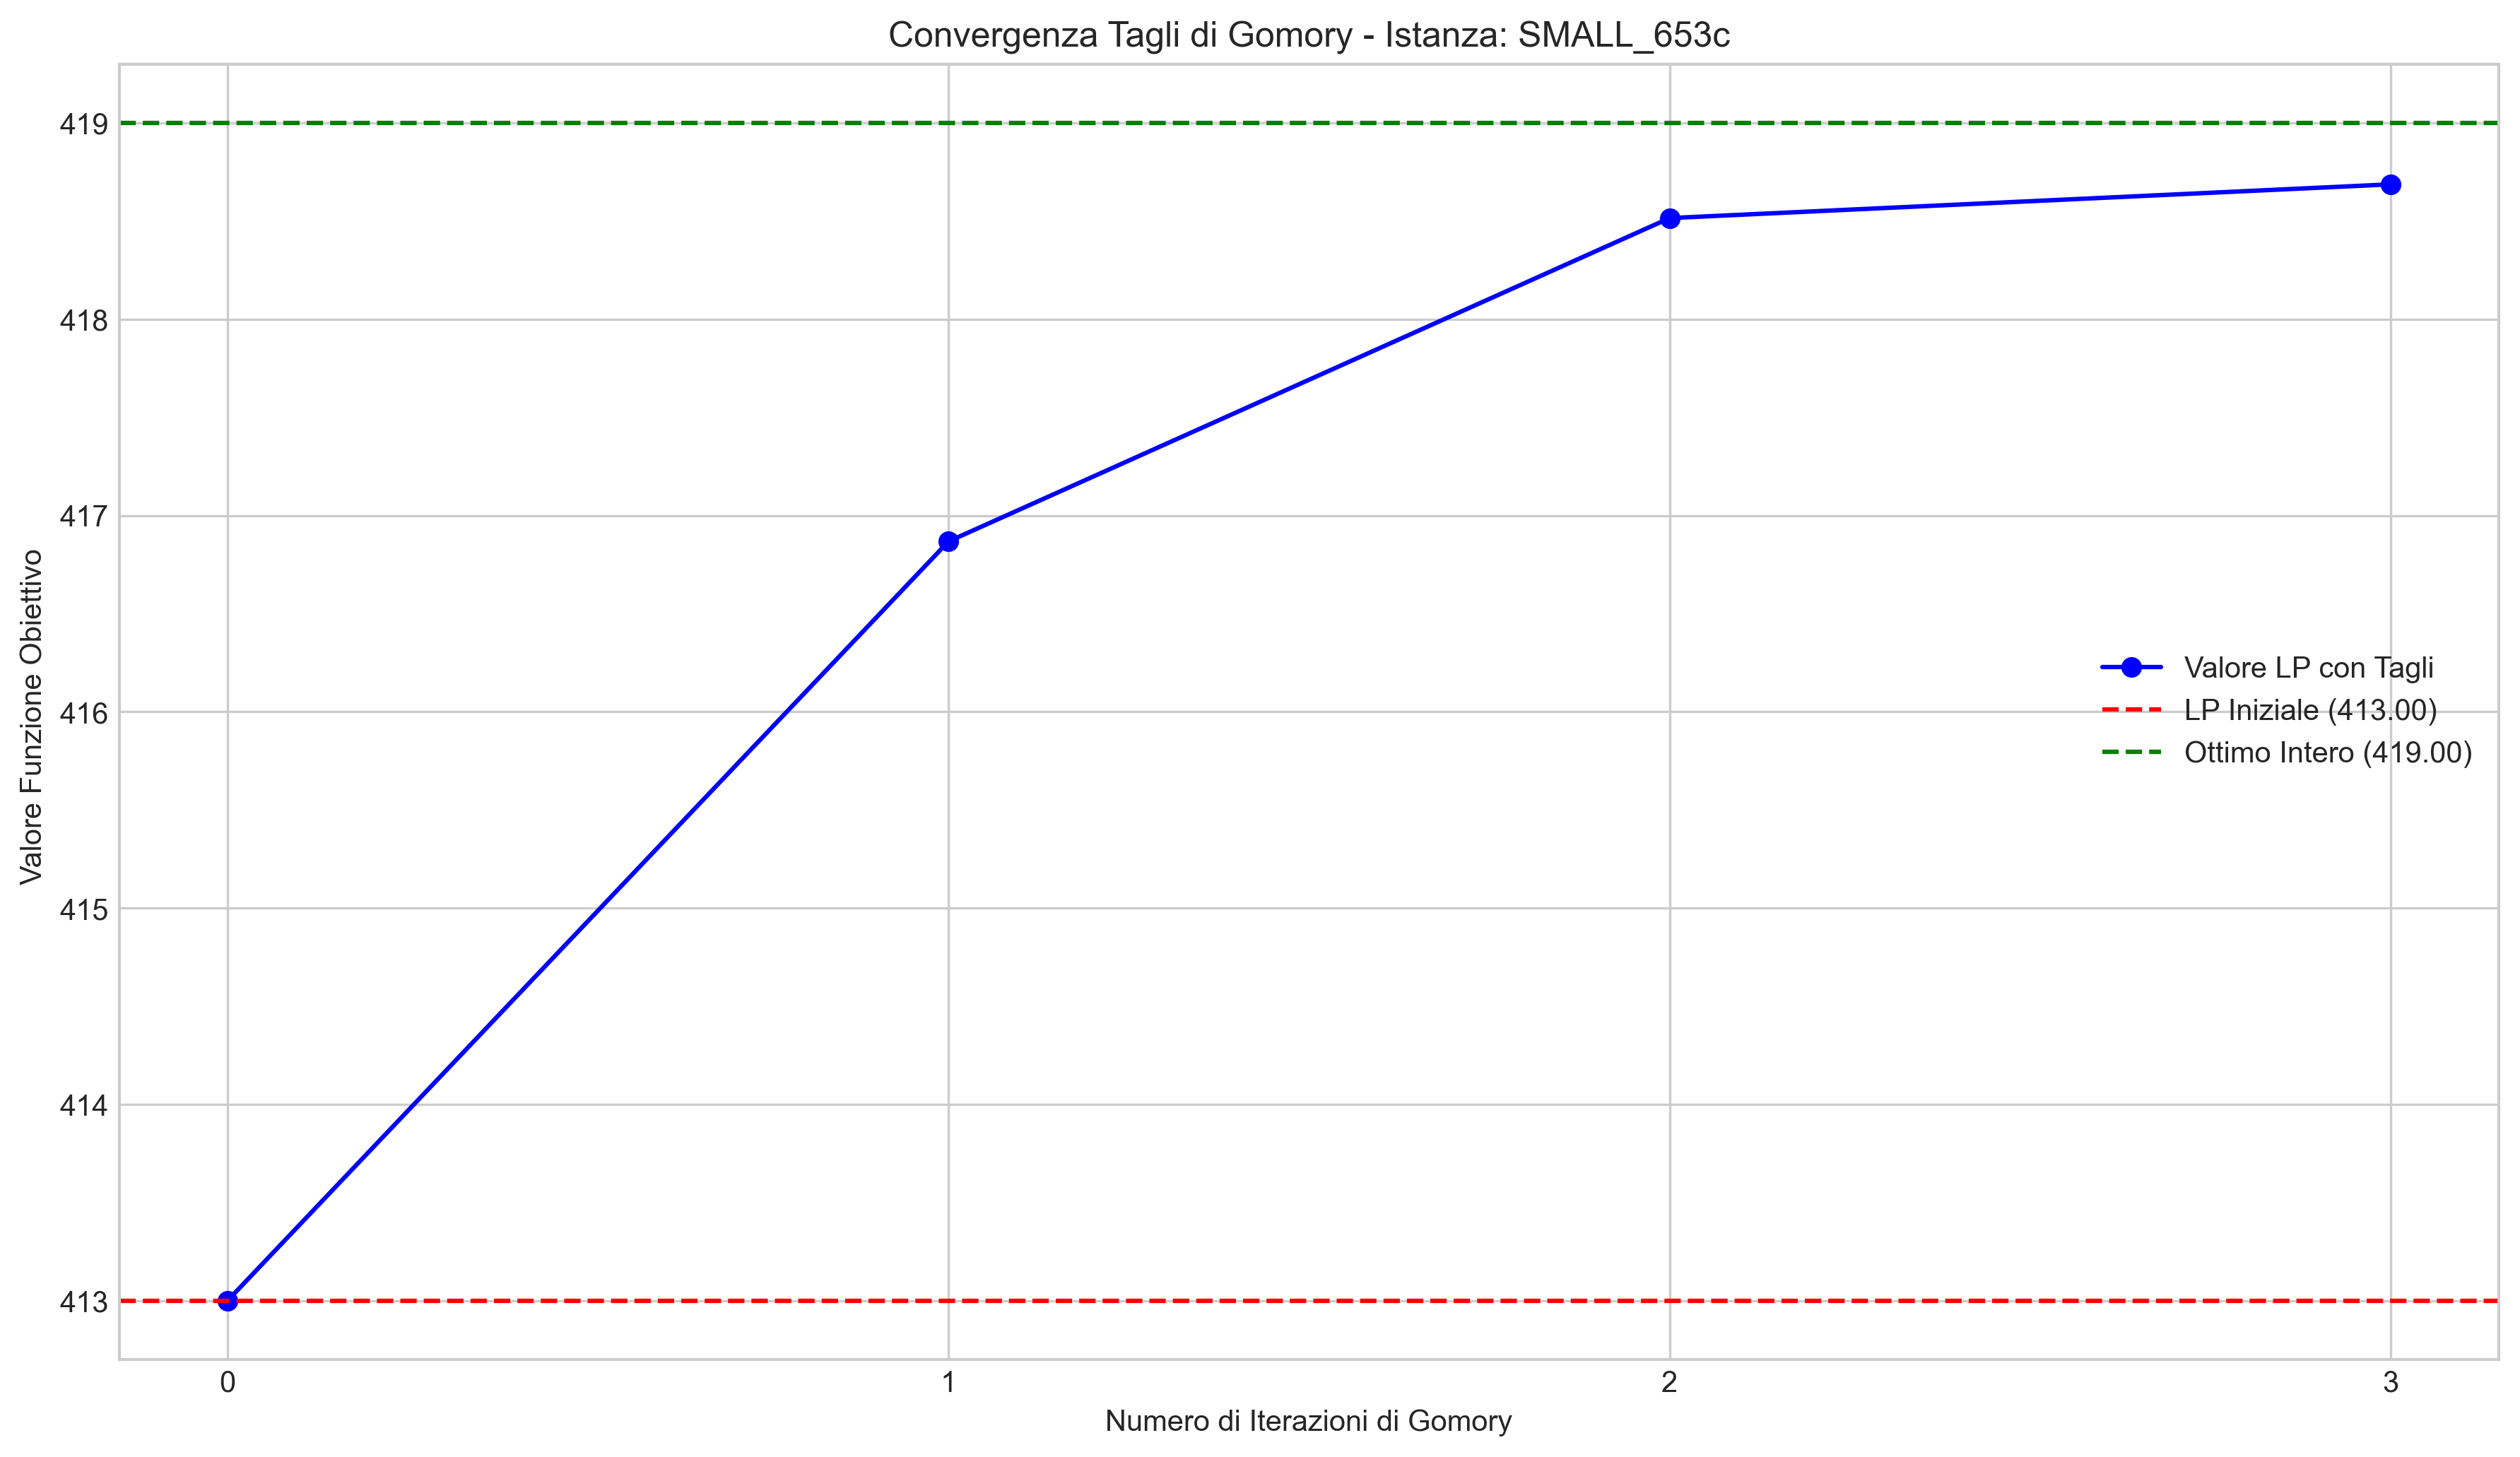 Convergenza Tagli di Gomory - Istanza: SMALL_653c
Valore Funzione Obiettivo
419
418
417
416
415
414
413
Valore LP con Tagli
LP Iniziale (413.00)
Ottimo Intero (419.00)
0
1
2
3
Numero di Iterazioni di Gomory